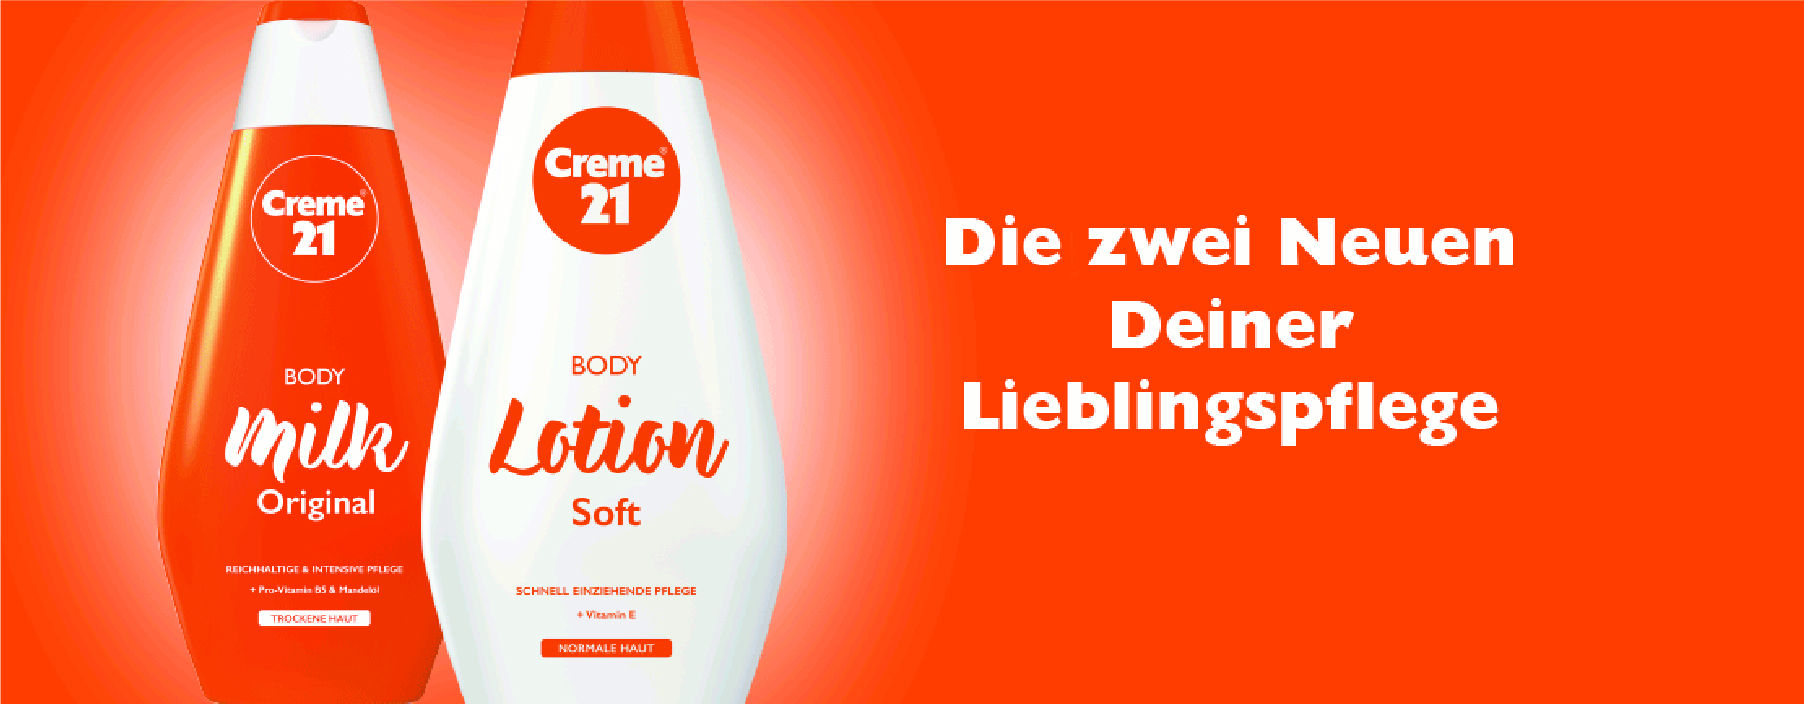 Creme®
21
BODY
Milk
Original
REICHHALTIGE & INTENSIVE PFLEGE
+ Pro-Vitamin B5 & Mandelöl
TROCKENE HAUT
Creme®
21
BODY
Lotion
Soft
SCHNELL EINZIEHENDE PFLEGE
+ Vitamin E
NORMALE HAUT
Die zwei Neuen
Deiner
Lieblingspflege